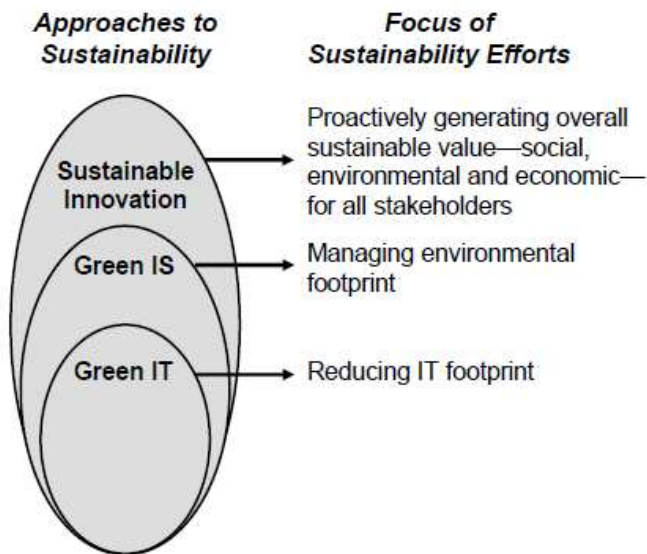 Approaches to
Sustainability
Focus of
Sustainability Efforts
Sustainable
Innovation
Proactively generating overall
sustainable value—social,
environmental and economic—
for all stakeholders
Green IS
Managing environmental
footprint
Green IT
Reducing IT footprint